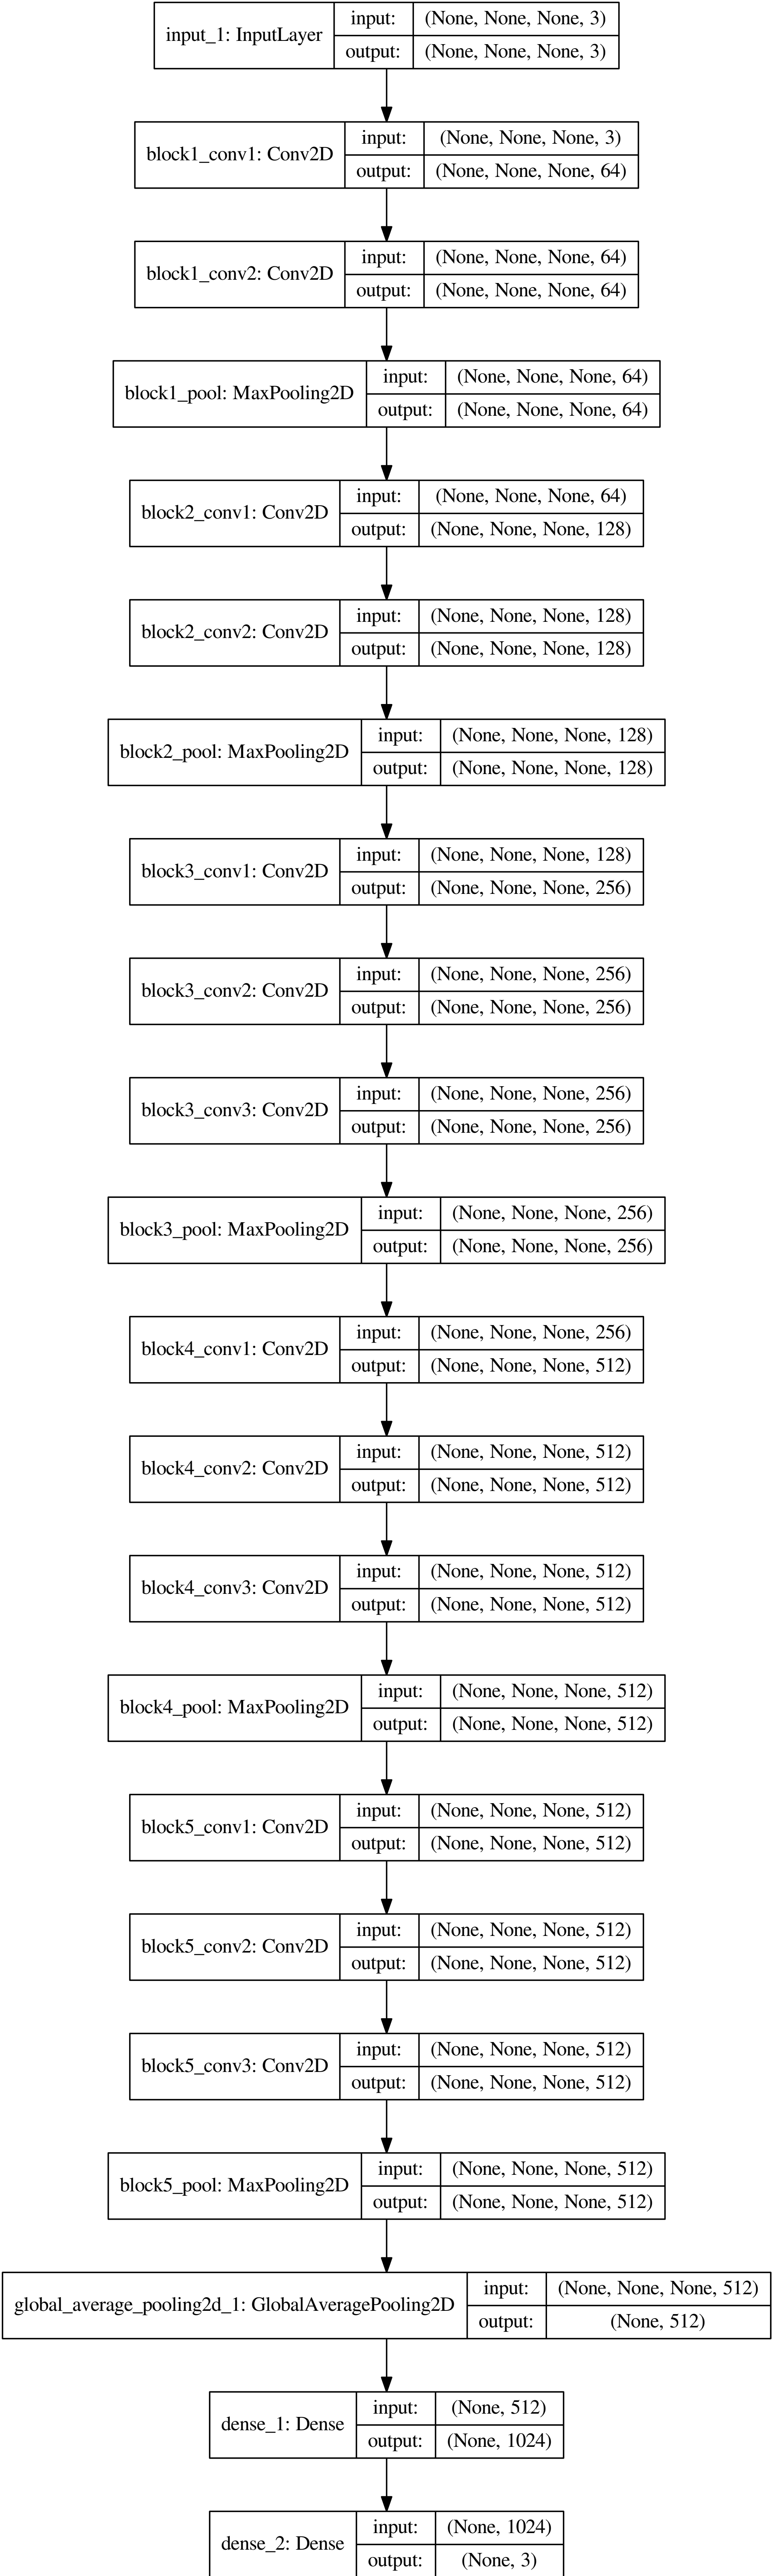 input_1: InputLayer
input: (None, None, None, 3)
output: (None, None, None, 3)
block1_conv1: Conv2D
input: (None, None, None, 3)
output: (None, None, None, 64)
block1_conv2: Conv2D
input: (None, None, None, 64)
output: (None, None, None, 64)
block1_pool: MaxPooling2D
input: (None, None, None, 64)
output: (None, None, None, 64)
block2_conv1: Conv2D
input: (None, None, None, 64)
output: (None, None, None, 128)
block2_conv2: Conv2D
input: (None, None, None, 128)
output: (None, None, None, 128)
block2_pool: MaxPooling2D
input: (None, None, None, 128)
output: (None, None, None, 128)
block3_conv1: Conv2D
input: (None, None, None, 128)
output: (None, None, None, 256)
block3_conv2: Conv2D
input: (None, None, None, 256)
output: (None, None, None, 256)
block3_conv3: Conv2D
input: (None, None, None, 256)
output: (None, None, None, 256)
block3_pool: MaxPooling2D
input: (None, None, None, 256)
output: (None, None, None, 256)
block4_conv1: Conv2D
input: (None, None, None, 256)
output: (None, None, None, 512)
block4_conv2: Conv2D
input: (None, None, None, 512)
output: (None, None, None, 512)
block4_conv3: Conv2D
input: (None, None, None, 512)
output: (None, None, None, 512)
block4_pool: MaxPooling2D
input: (None, None, None, 512)
output: (None, None, None, 512)
block5_conv1: Conv2D
input: (None, None, None, 512)
output: (None, None, None, 512)
block5_conv2: Conv2D
input: (None, None, None, 512)
output: (None, None, None, 512)
block5_conv3: Conv2D
input: (None, None, None, 512)
output: (None, None, None, 512)
block5_pool: MaxPooling2D
input: (None, None, None, 512)
output: (None, None, None, 512)
global_average_pooling2d_1: GlobalAveragePooling2D
input: (None, None, None, 512)
output: (None, 512)
dense_1: Dense
input: (None, 512)
output: (None, 1024)
dense_2: Dense
input: (None, 1024)
output: (None, 3)